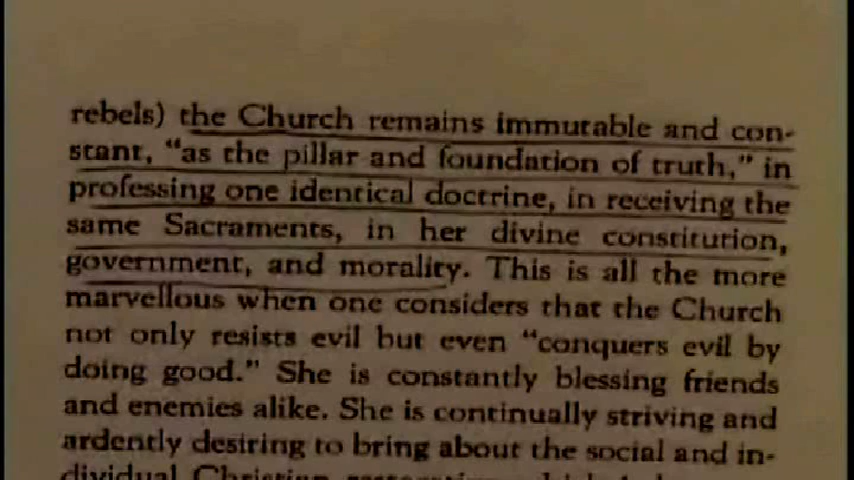 rebels) the Church remains immutable and con-
stant, "as the pillar and foundation of truth," in
professing one identical doctrine, in receiving the
same Sacraments, in her divine constitution,
government, and morality. This is all the more
marvellous when one considers that the Church
not only resists evil but even "conquers evil by
doing good." She is constantly blessing friends
and enemies alike. She is continually striving and
ardently desiring to bring about the social and in-
dividual Christian